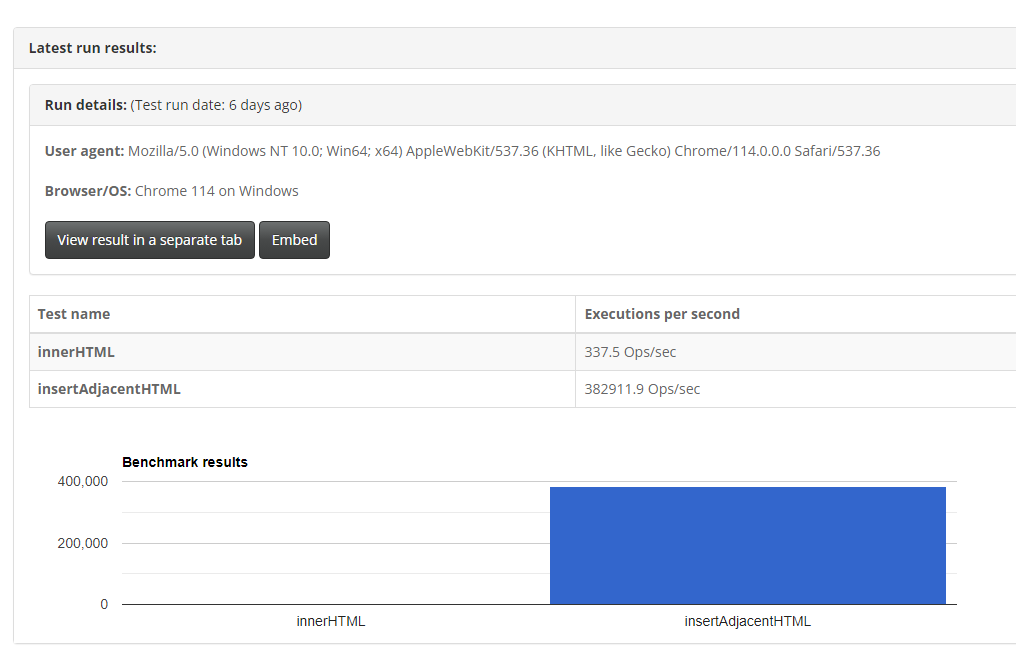 Latest run results:
Run details: (Test run date: 6 days ago)
User agent: Mozilla/5.0 (Windows NT 10.0; Win64; x64) AppleWebKit/537.36 (KHTML, like Gecko) Chrome/114.0.0.0 Safari/537.36
Browser/OS: Chrome 114 on Windows
View result in a separate tab Embed
Test name Executions per second
innerHTML 337.5 Ops/sec
insertAdjacentHTML 382911.9 Ops/sec
Benchmark results
400,000
200,000
0
innerHTML insertAdjacentHTML